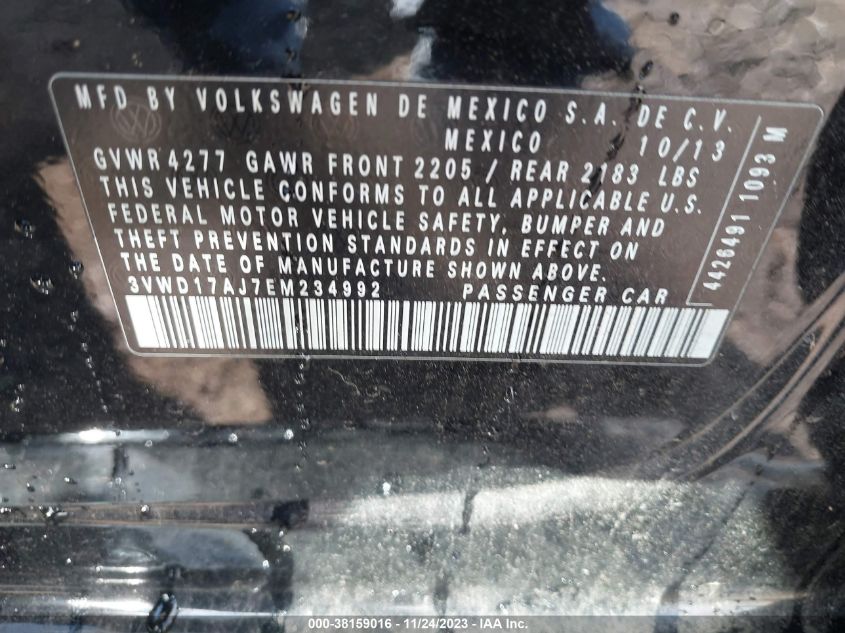 MFD BY VOLKSWAGEN DE MEXICO S.A. DE C.V.
MEXICO 10/13
GVWR 4277 GAWR FRONT 2205 / REAR 2183 LBS
THIS VEHICLE CONFORMS TO ALL APPLICABLE U.S.
FEDERAL MOTOR VEHICLE SAFETY, BUMPER AND
THEFT PREVENTION STANDARDS IN EFFECT ON
THE DATE OF MANUFACTURE SHOWN ABOVE.
3VWD17AJ7EM234992 PASSENGER CAR
4426491 1093 M
000-38159016 - 11/24/2023 - IAA Inc.